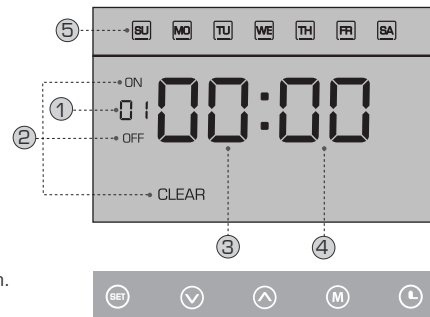 5 SU MO TU WE TH FR SA
ON
1 01 00:00
2 OFF
CLEAR
3 4
n.
SET M